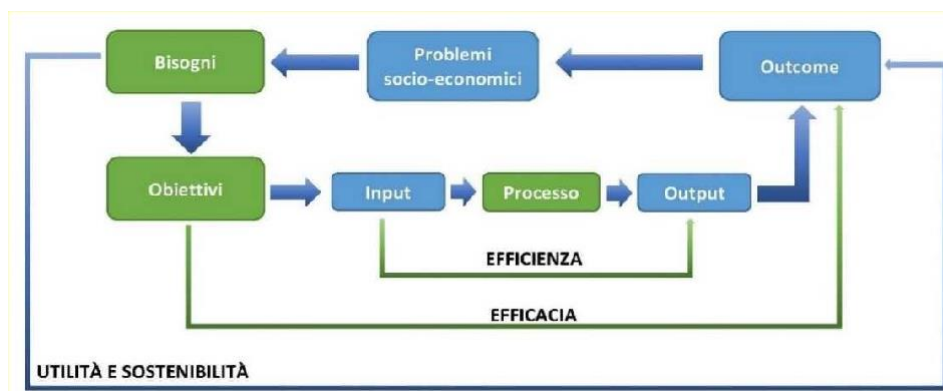 Bisogni
Problemi
socio-economici
Outcome
Obiettivi
Input
Processo
Output
EFFICIENZA
EFFICACIA
UTILITÀ E SOSTENIBILITÀ